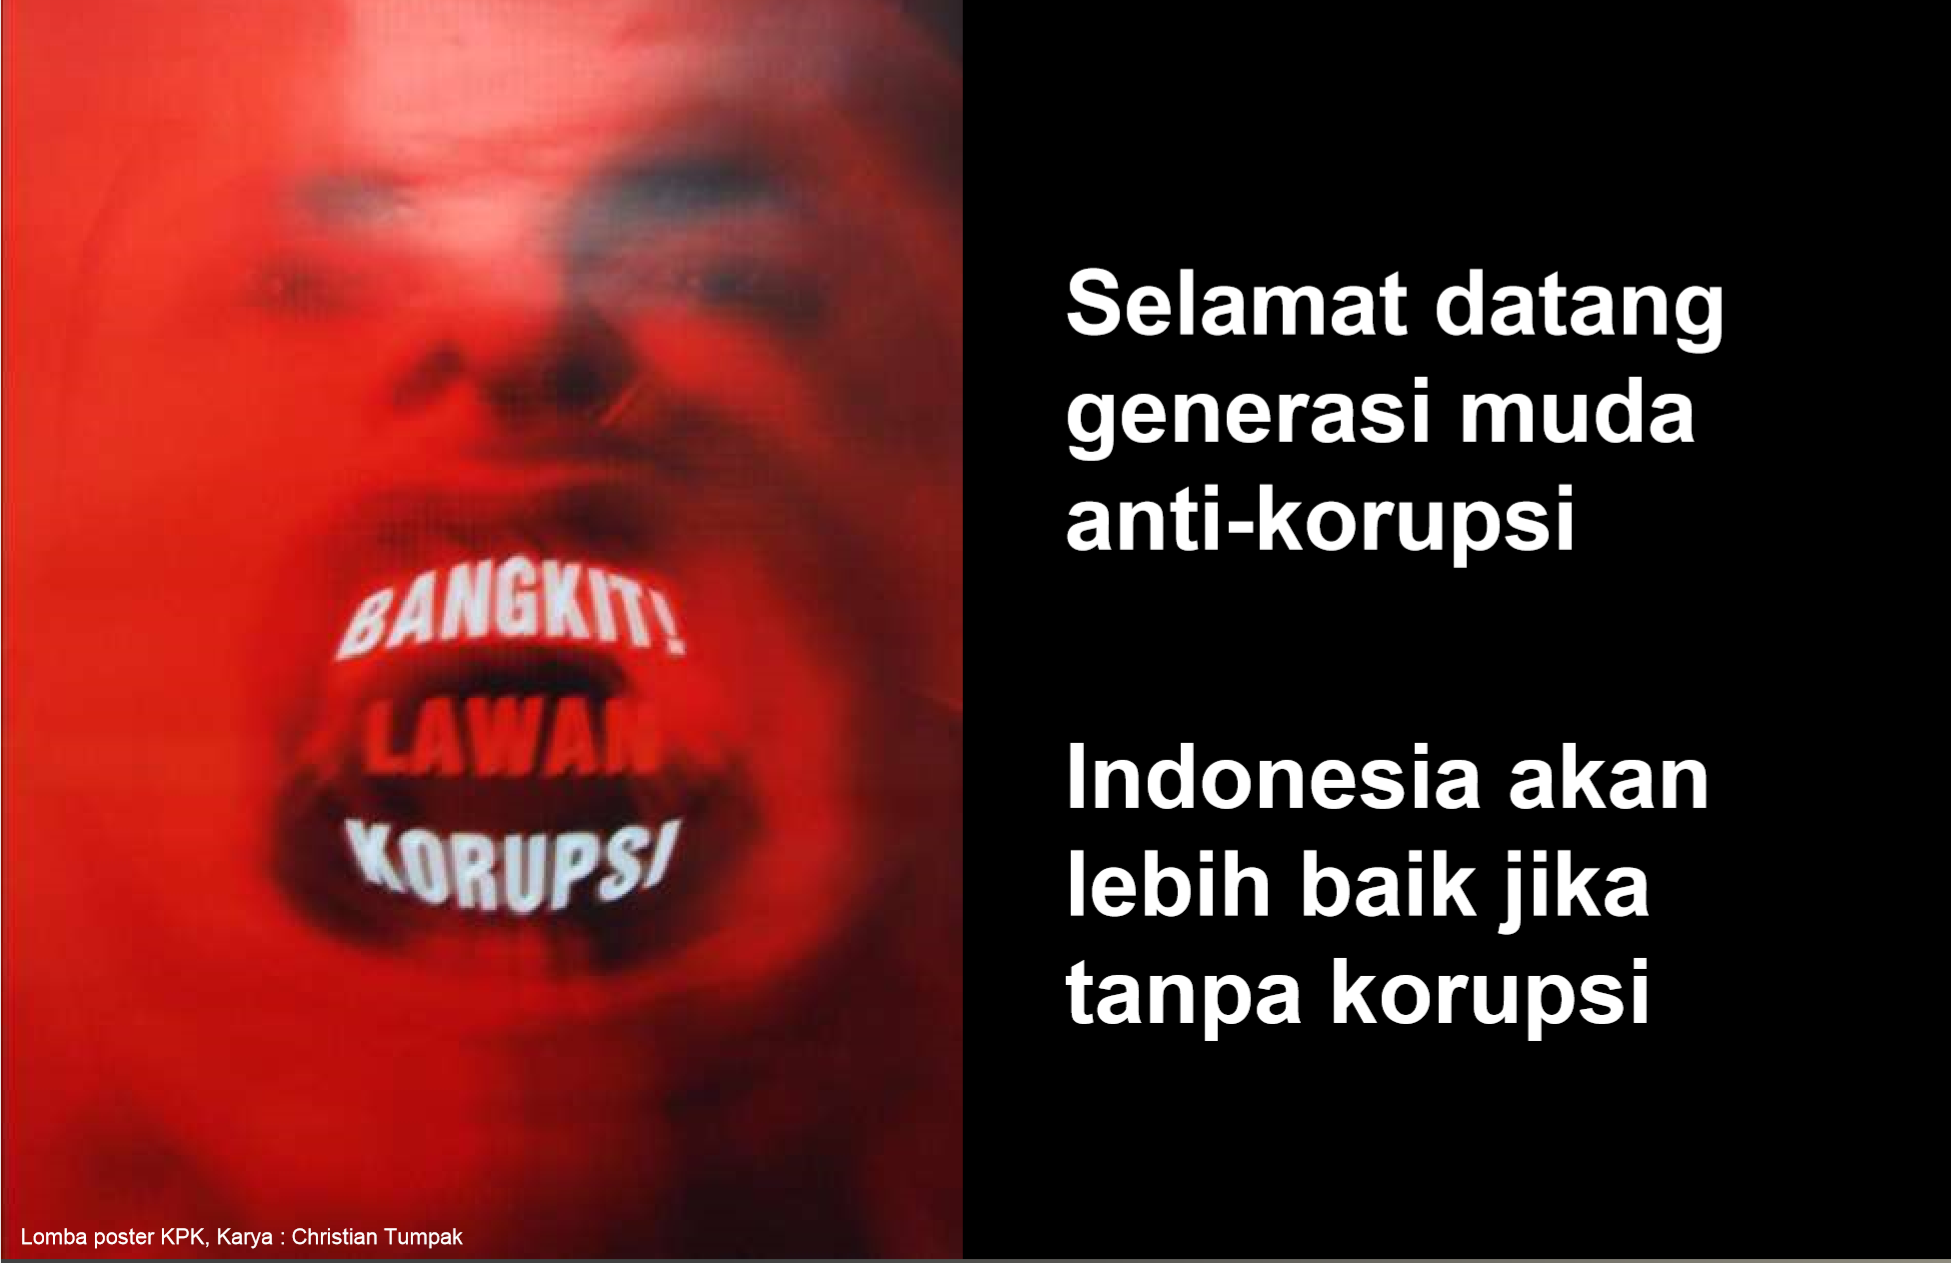 BANGKIT!
LAWAN
KORUPSI
Lomba poster KPK, Karya : Christian Tumpak
Selamat datang
generasi muda
anti-korupsi
Indonesia akan
lebih baik jika
tanpa korupsi